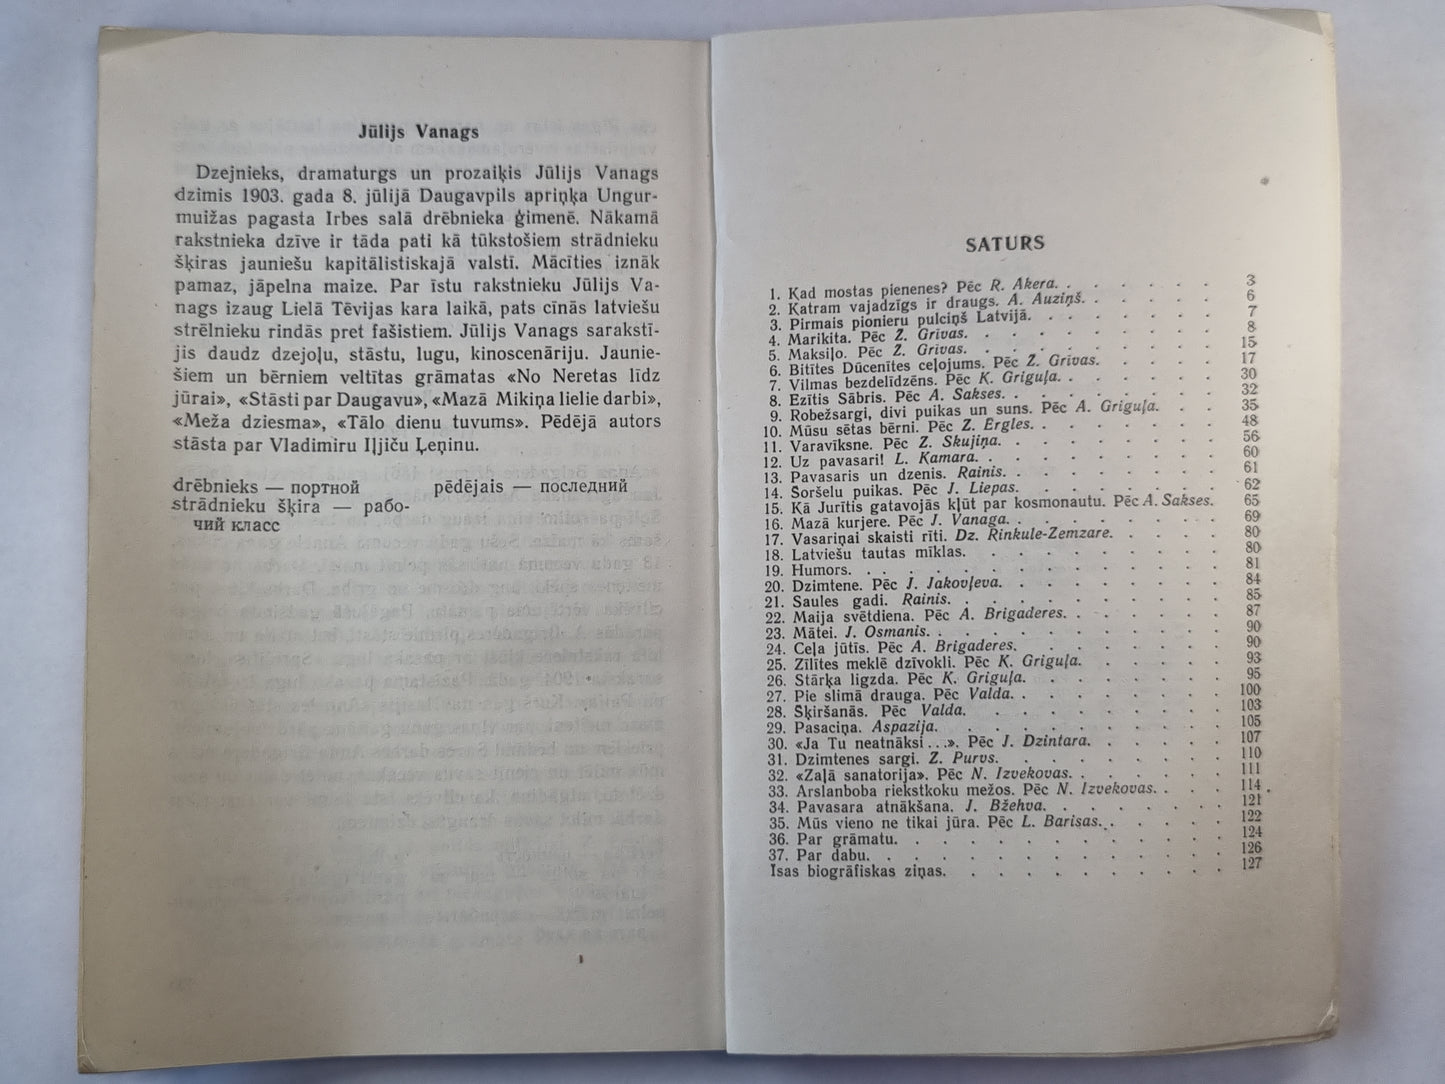 Jūlijs Vanags
Dzejnieks, dramaturgs un prozaiķis Jūlijs Vanags
dzimis 1903. gada 8. jūlijā Daugavpils apriņķa Ungur-
muižas pagasta Irbes salā drēbnieka ģimenē. Nākamā
rakstnieka dzīve ir tāda pati kā tūkstošiem strādnieku
šķiras jauniešu kapitālistiskajā valstī. Mācīties iznāk
pamaz, jāpelna maize. Par īstu rakstnieku Jūlijs Va-
nags izaug Lielā Tēvijas kara laikā, pats cīnās latviešu
strēlnieku rindās pret fašistiem. Jūlijs Vanags sarakstī-
jis daudz dzejoļu, stāstu, lugu, kinoscenāriju. Jaunie-
šiem un bērniem veltītas grāmatas «No Neretas līdz
jūrai», «Stāsti par Daugavu», «Mazā Mikiņa lielie darbi»,
«Meža dziesma», «Tālo dienu tuvums». Pēdējā autors
stāsta par Vladimiru Iļjiču Ļeņinu.
drēbnieks — портной
strādnieku šķira — рабо-
чий класс
pēdējais — последний
SATURS
1. Kad mostas pienenes? Pēc R. Akera. . . . . . . 3
2. Katram vajadzīgs ir draugs. A. Auziņš. . . . . . 6
3. Pirmais pionieru pulciņš Latvijā. . . . . . . 7
4. Marikita. Pēc Ž. Grīvas. . . . . . . . 8
5. Maksiļo. Pēc Ž. Grīvas. . . . . . . . 15
6. Bitītes Dūcenītes ceļojums. Pēc Ž. Grīvas. . . . . 17
7. Vilmas bezdelīdzēns. Pēc K. Griguļa. . . . . . 30
8. Ezītis Sābris. Pēc A. Sakses. . . . . . . . 32
9. Robežsargi, divi puikas un suns. Pēc A. Griguļa. . . 35
10. Mūsu sētas bērni. Pēc Z. Ergles. . . . . . . 48
11. Varavīksne. Pēc Z. Skujiņa. . . . . . . . 56
12. Uz pavasari! L. Kamara. . . . . . . . . 60
13. Pavasaris un dzenis. Rainis. . . . . . . . 61
14. Šoršelu puikas. Pēc J. Liepas. . . . . . . 62
15. Kā Jurītis gatavojās kļūt par kosmonautu. Pēc A. Sakses. 65
16. Mazā kurjere. Pēc J. Vanaga. . . . . . . . 69
17. Vasariņai skaisti rīti. Dz. Rinkule-Zemzare. . . . . 80
18. Latviešu tautas mīklas. . . . . . . . . 80
19. Humors. . . . . . . . . . . . 81
20. Dzimtene. Pēc J. Jakovļeva. . . . . . . . 84
21. Saules gadi. Rainis. . . . . . . . . 85
22. Maija svētdiena. Pēc A. Brigaderes. . . . . . 87
23. Mātei. J. Osmanis. . . . . . . . . . 90
24. Ceļa jūtīs. Pēc A. Brigaderes. . . . . . . 90
25. Zīlītes meklē dzīvokli. Pēc K. Griguļa. . . . . 93
26. Stārķa ligzda. Pēc K. Griguļa. . . . . . . 95
27. Pie slimā drauga. Pēc Valda. . . . . . . . 100
28. Šķiršanās. Pēc Valda. . . . . . . . . 103
29. Pasaciņa. Aspazija. . . . . . . . . . 105
30. «Ja Tu neatnāksi...». Pēc J. Dzintara. . . . . 107
31. Dzimtenes sargi. Z. Purvs. . . . . . . . 110
32. «Zaļā sanatorija». Pēc N. Izvekovas. . . . . . 111
33. Arslanboba riekstkoku mežos. Pēc N. Izvekovas. . . . 114
34. Pavasara atnākšana. J. Bžehva. . . . . . . 121
35. Mūs vieno ne tikai jūra. Pēc L. Barisas. . . . . . 122
36. Par grāmatu. . . . . . . . . . . 124
37. Par dabu. . . . . . . . . . . . 126
Īsas biogrāfiskas ziņas. . . . . . . . . . 127